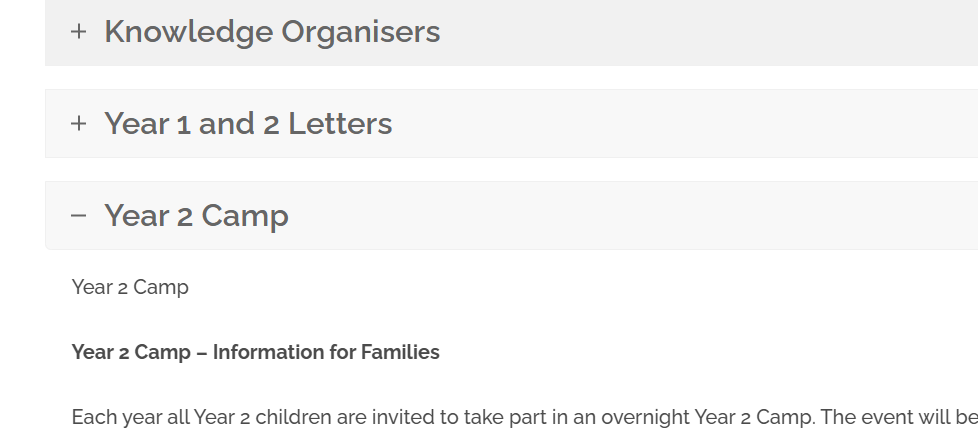 + Knowledge Organisers
+ Year 1 and 2 Letters
– Year 2 Camp
Year 2 Camp
Year 2 Camp – Information for Families
Each year all Year 2 children are invited to take part in an overnight Year 2 Camp. The event will be